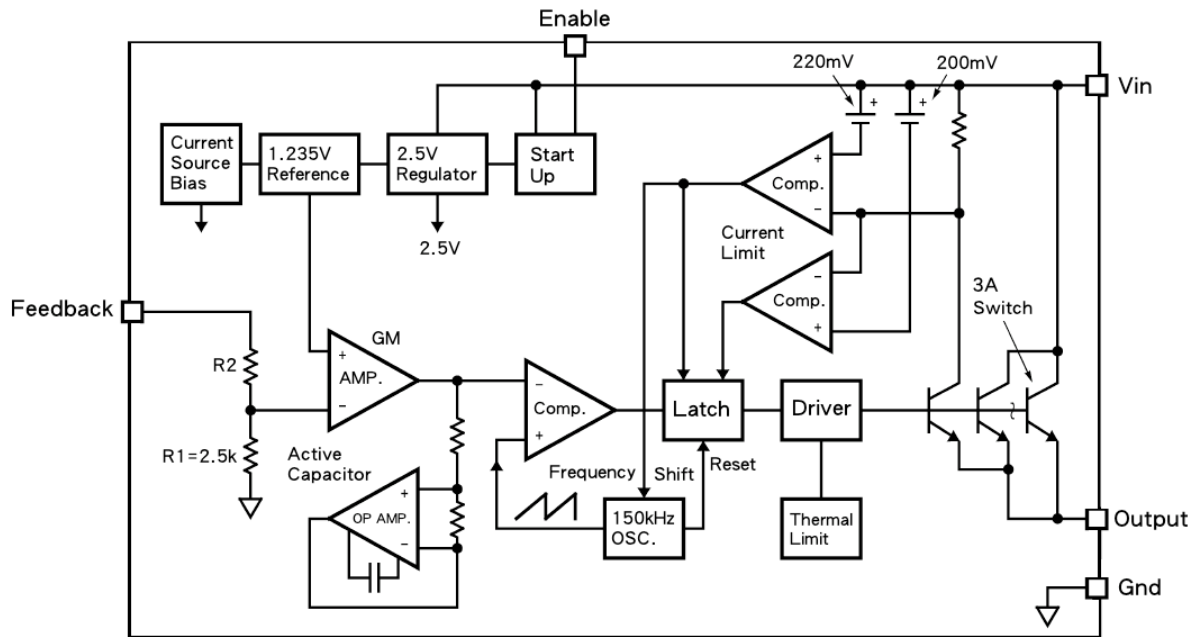 Enable
220mV
200mV
+
+
Vin
Current
Source
Bias
1.235V
Reference
2.5V
Regulator
Start
Up
+
Comp.
−
2.5V
Current
Limit
−
Comp.
+
3A
Switch
Feedback
GM
R2
+
AMP.
−
−
Comp.
+
Latch
Driver
R1=2.5k
Active
Capacitor
Frequency
Shift
Reset
+
OP AMP.
−
150kHz
OSC.
Thermal
Limit
Output
Gnd